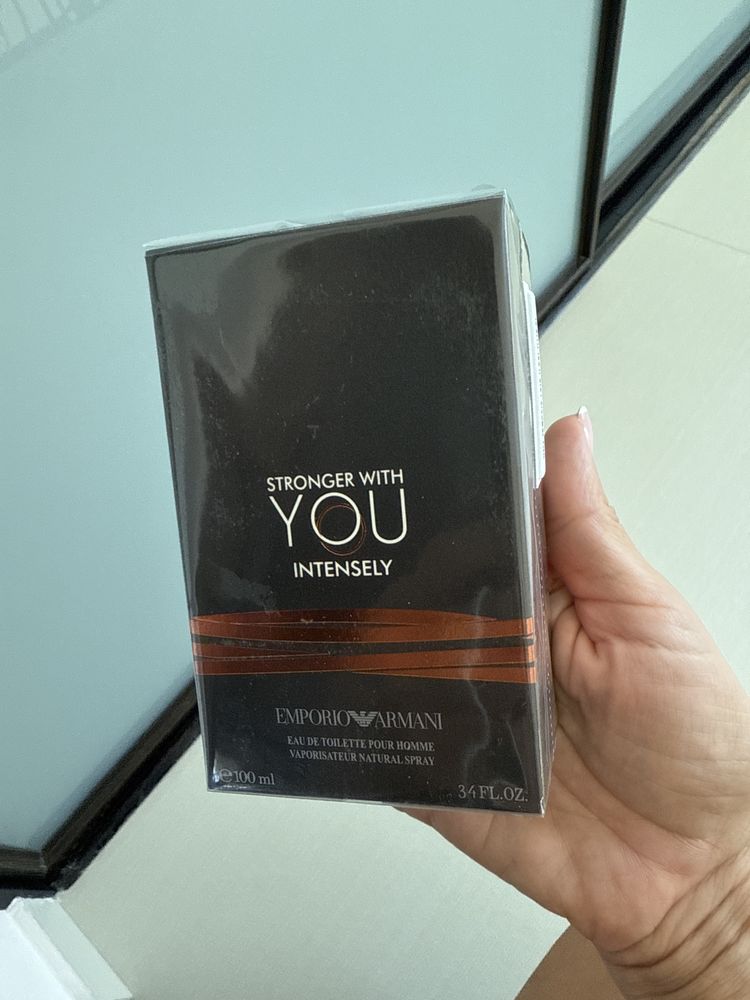 STRONGER WITH
YOU
INTENSELY
EMPORIO ARMANI
EAU DE TOILETTE POUR HOMME
VAPORISATEUR NATURAL SPRAY
℮100 ml
3.4 FL.OZ.